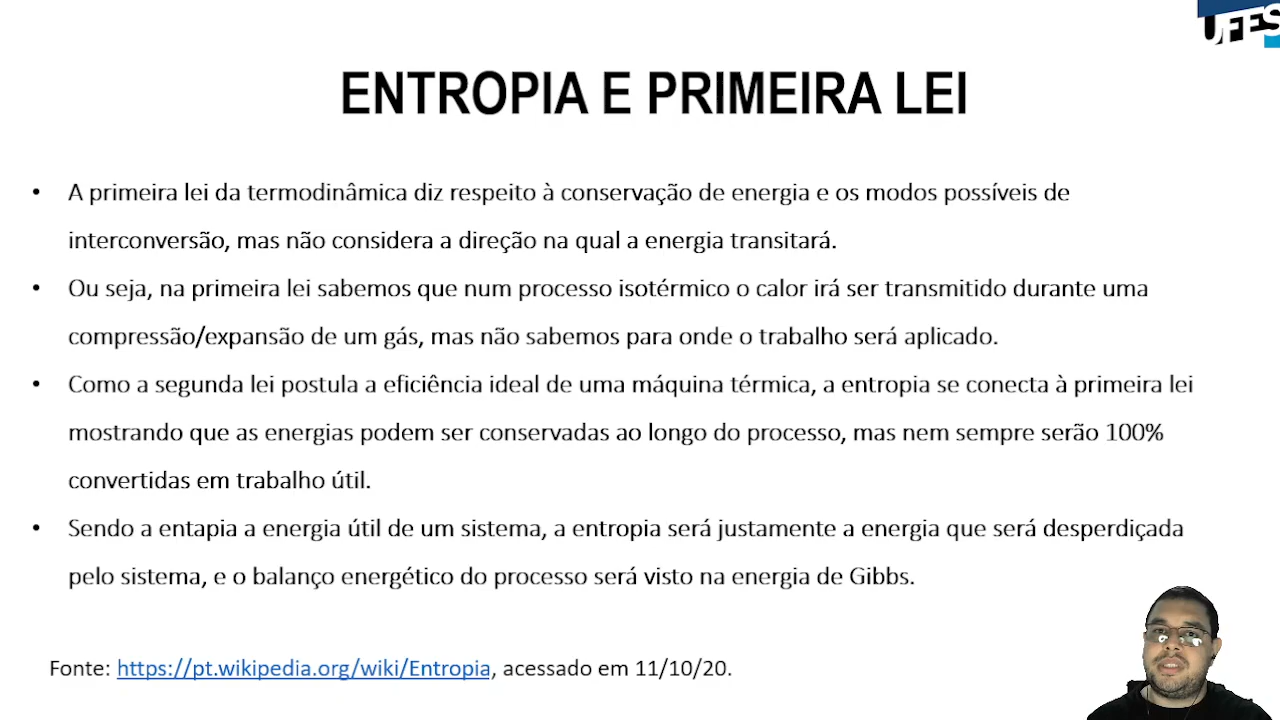 UFES
ENTROPIA E PRIMEIRA LEI
• A primeira lei da termodinâmica diz respeito à conservação de energia e os modos possíveis de
interconversão, mas não considera a direção na qual a energia transitará.
• Ou seja, na primeira lei sabemos que num processo isotérmico o calor irá ser transmitido durante uma
compressão/expansão de um gás, mas não sabemos para onde o trabalho será aplicado.
• Como a segunda lei postula a eficiência ideal de uma máquina térmica, a entropia se conecta à primeira lei
mostrando que as energias podem ser conservadas ao longo do processo, mas nem sempre serão 100%
convertidas em trabalho útil.
• Sendo a entapia a energia útil de um sistema, a entropia será justamente a energia que será desperdiçada
pelo sistema, e o balanço energético do processo será visto na energia de Gibbs.
Fonte: https://pt.wikipedia.org/wiki/Entropia, acessado em 11/10/20.